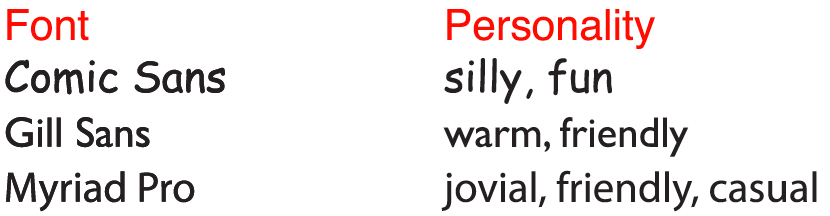 Font Personality
Comic Sans silly, fun
Gill Sans warm, friendly
Myriad Pro jovial, friendly, casual